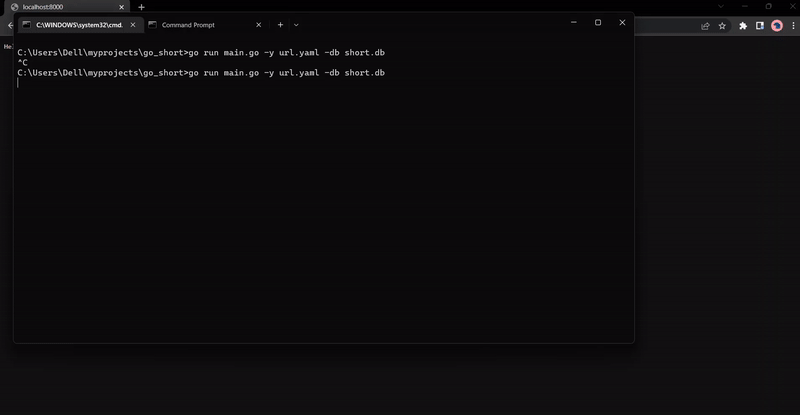 localhost:8000
C:\WINDOWS\system32\cmd.
Command Prompt
He
C:\Users\Dell\myprojects\go_short>go run main.go -y url.yaml -db short.db
^C
C:\Users\Dell\myprojects\go_short>go run main.go -y url.yaml -db short.db